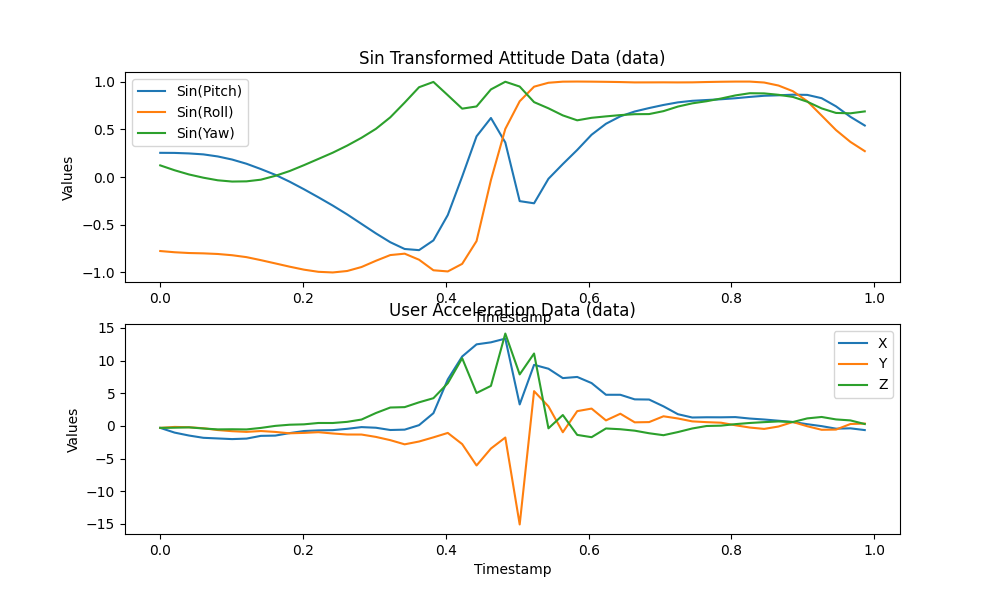 Sin Transformed Attitude Data (data)
1.0
0.5
0.0
−0.5
−1.0
Values
Sin(Pitch)
Sin(Roll)
Sin(Yaw)
0.0 0.2 0.4 0.6 0.8 1.0
Timestamp
User Acceleration Data (data)
15
10
5
0
−5
−10
−15
Values
X
Y
Z
0.0 0.2 0.4 0.6 0.8 1.0
Timestamp